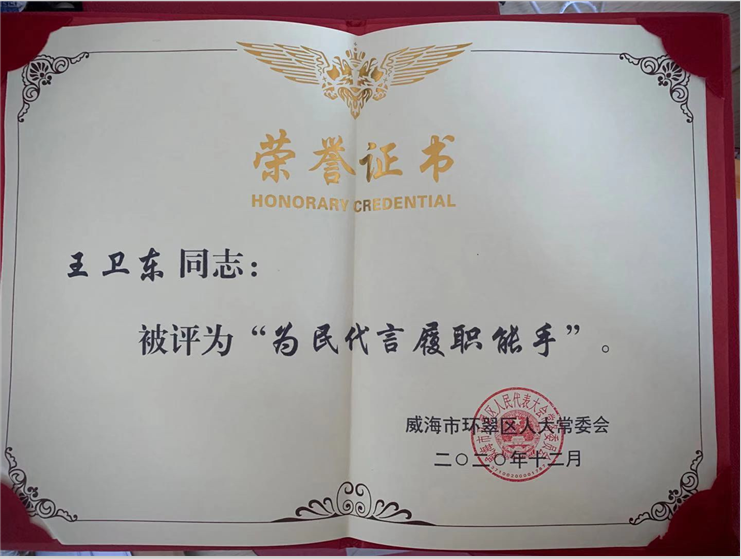 荣誉证书
HONORARY CREDENTIAL
王卫东同志：
被评为“为民代言履职能手”。
威海市环翠区人大常委会
二〇二〇年十二月